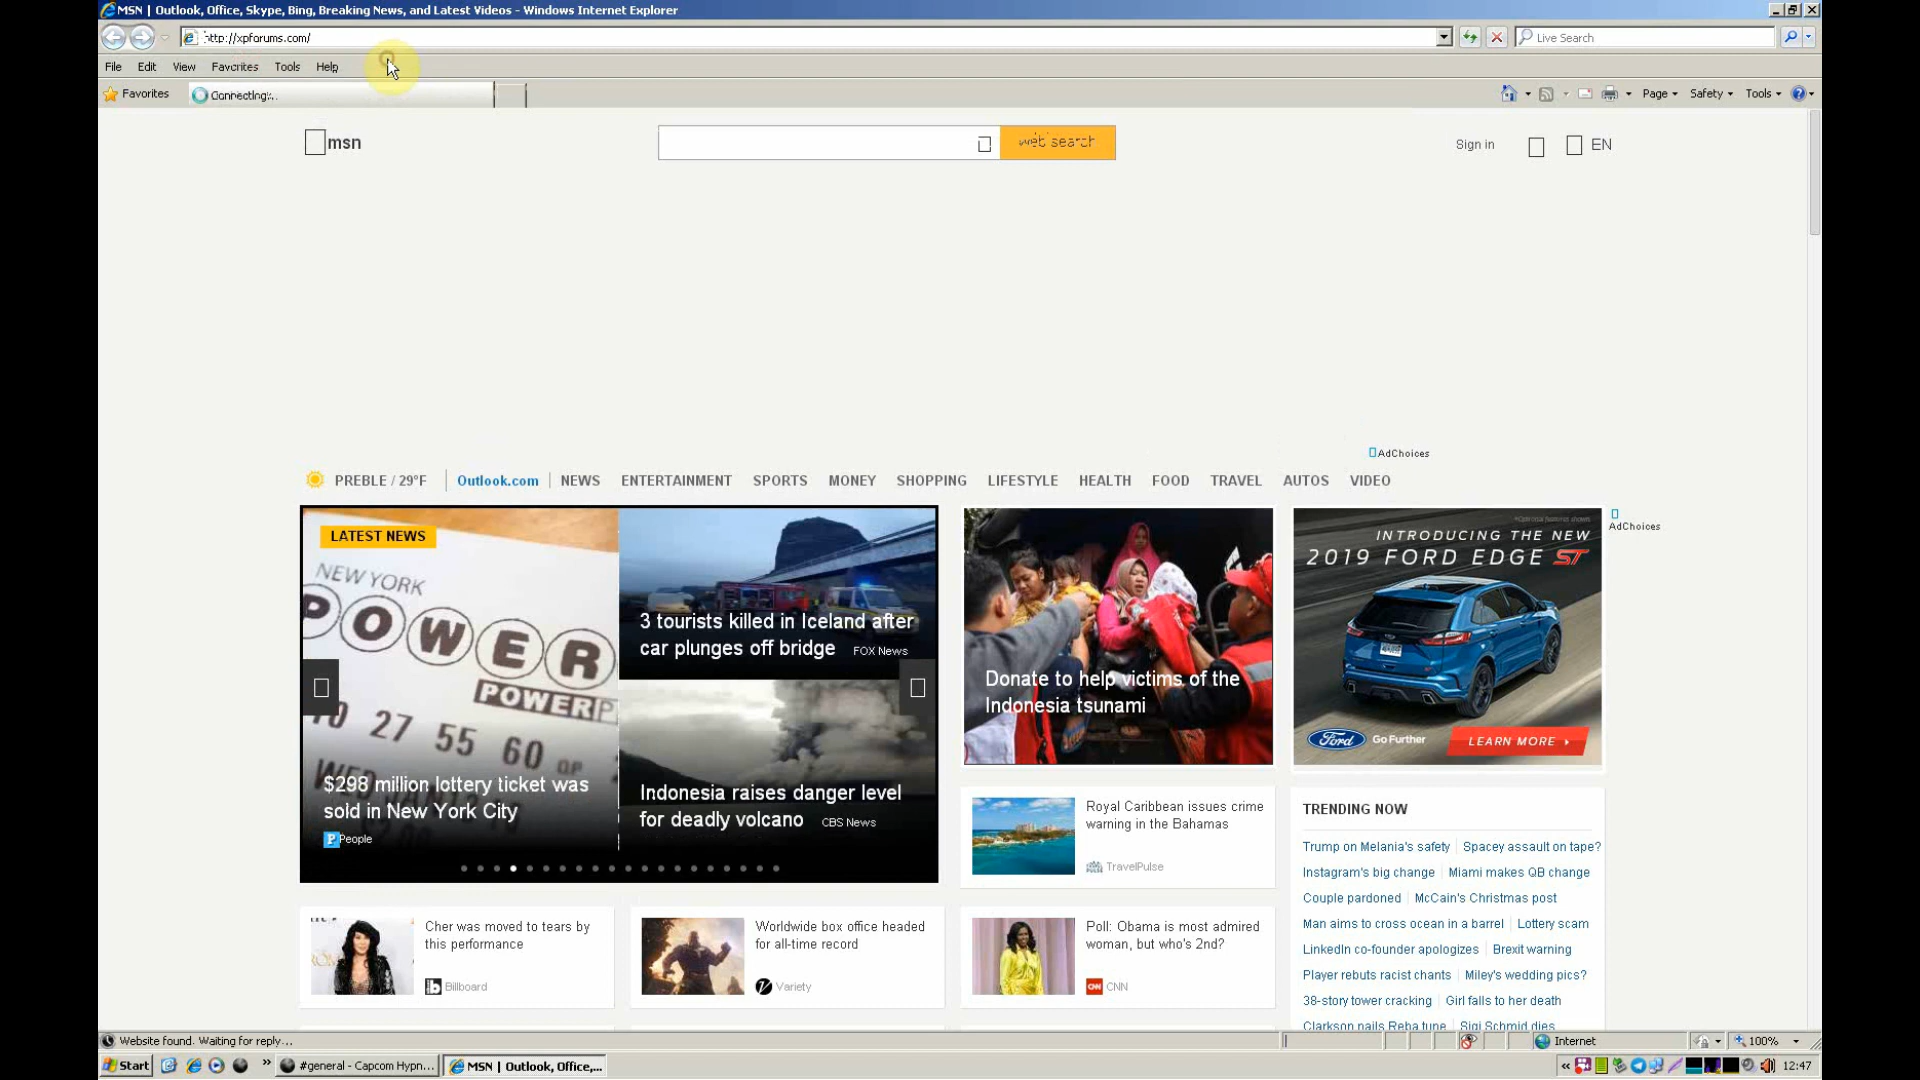 MSN | Outlook, Office, Skype, Bing, Breaking News, and Latest Videos - Windows Internet Explorer
http://xpforums.com/
Live Search
File Edit View Favorites Tools Help
Favorites
Connecting...
Page Safety Tools
msn
web search
Sign in
EN
AdChoices
PREBLE / 29°F
Outlook.com
NEWS ENTERTAINMENT SPORTS MONEY SHOPPING LIFESTYLE HEALTH FOOD TRAVEL AUTOS VIDEO
LATEST NEWS
NEW YORK
POWER
POWERP
27 55 60 QP
$298 million lottery ticket was
sold in New York City
People
3 tourists killed in Iceland after
car plunges off bridge FOX News
Indonesia raises danger level
for deadly volcano CBS News
Donate to help victims of the
Indonesia tsunami
INTRODUCING THE NEW
2019 FORD EDGE ST
Ford Go Further
LEARN MORE
AdChoices
Royal Caribbean issues crime
warning in the Bahamas
TravelPulse
TRENDING NOW
Trump on Melania's safety
Spacey assault on tape?
Instagram's big change
Miami makes QB change
Couple pardoned
McCain's Christmas post
Man aims to cross ocean in a barrel
Lottery scam
LinkedIn co-founder apologizes
Brexit warning
Player rebuts racist chants
Miley's wedding pics?
38-story tower cracking
Girl falls to her death
Clarkson nails Reba tune
Sigi Schmid dies
Cher was moved to tears by
this performance
Billboard
Worldwide box office headed
for all-time record
Variety
Poll: Obama is most admired
woman, but who's 2nd?
CNN
Website found. Waiting for reply...
Internet
100%
Start
#general - Capcom Hypn...
MSN | Outlook, Office,...
12:47